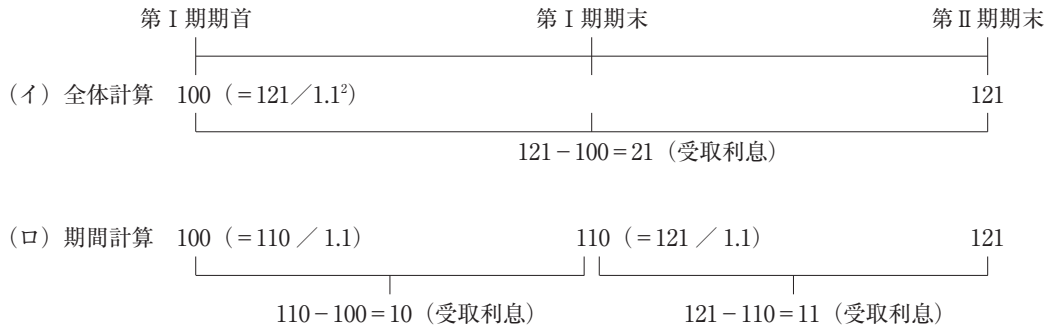 第Ⅰ期期首 第Ⅰ期期末 第Ⅱ期期末
（イ）全体計算 100（＝121／1.1²） 121
121－100＝21（受取利息）
（ロ）期間計算 100（＝110／1.1） 110（＝121／1.1） 121
110－100＝10（受取利息） 121－110＝11（受取利息）